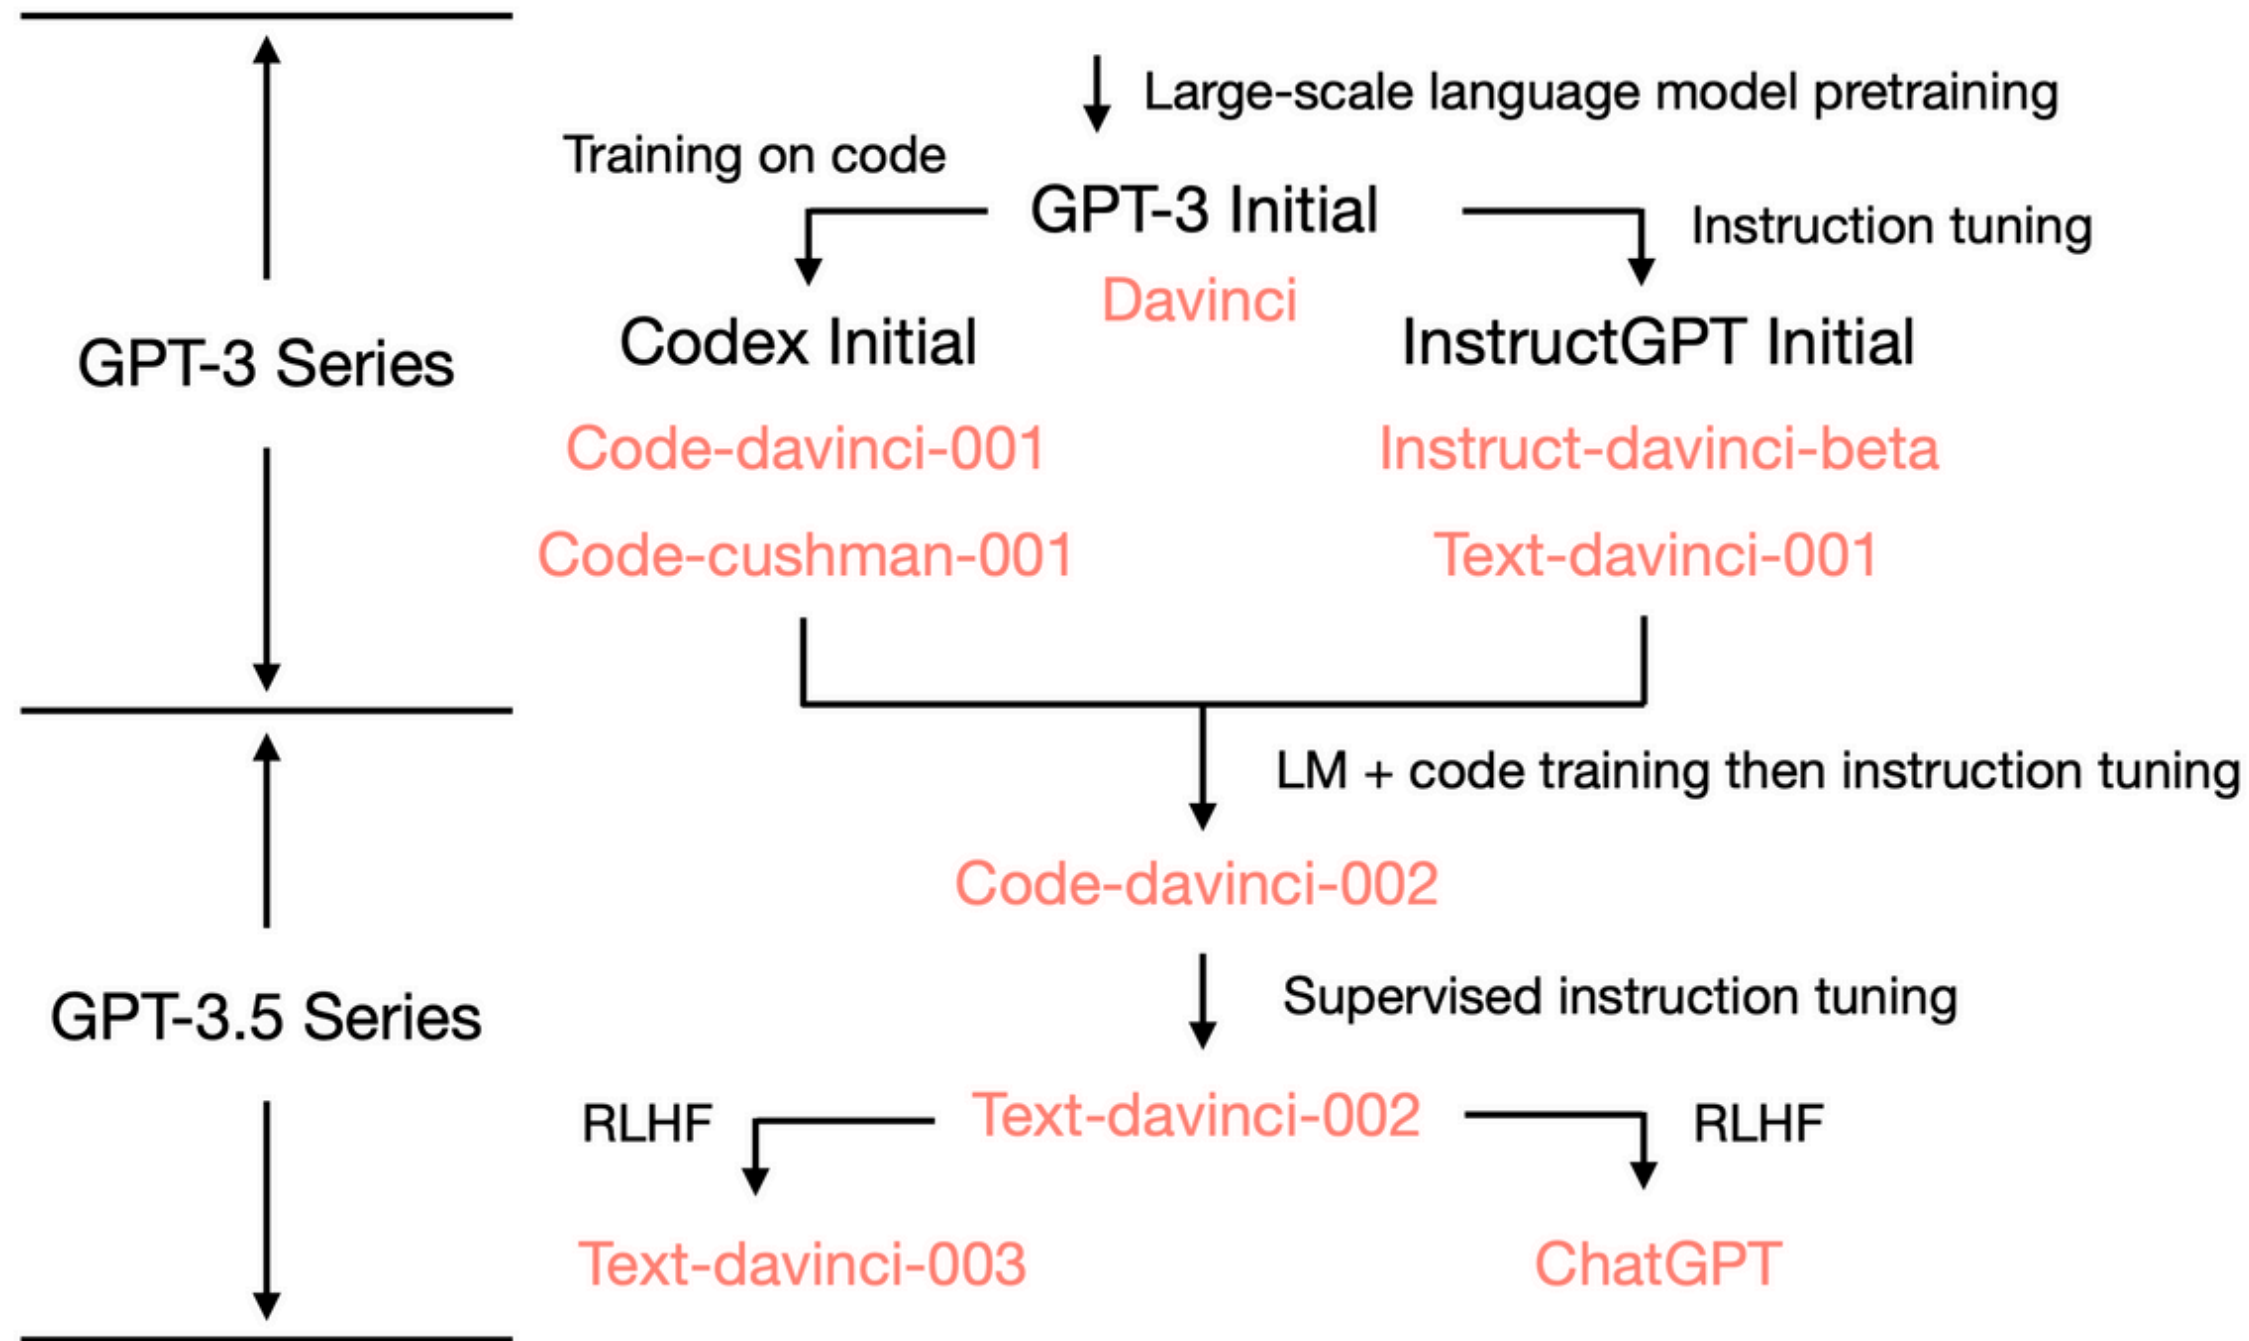 Large-scale language model pretraining
Training on code
GPT-3 Initial
Instruction tuning
Davinci
Codex Initial
InstructGPT Initial
GPT-3 Series
Code-davinci-001
Instruct-davinci-beta
Code-cushman-001
Text-davinci-001
LM + code training then instruction tuning
Code-davinci-002
Supervised instruction tuning
GPT-3.5 Series
RLHF
Text-davinci-002
RLHF
Text-davinci-003
ChatGPT